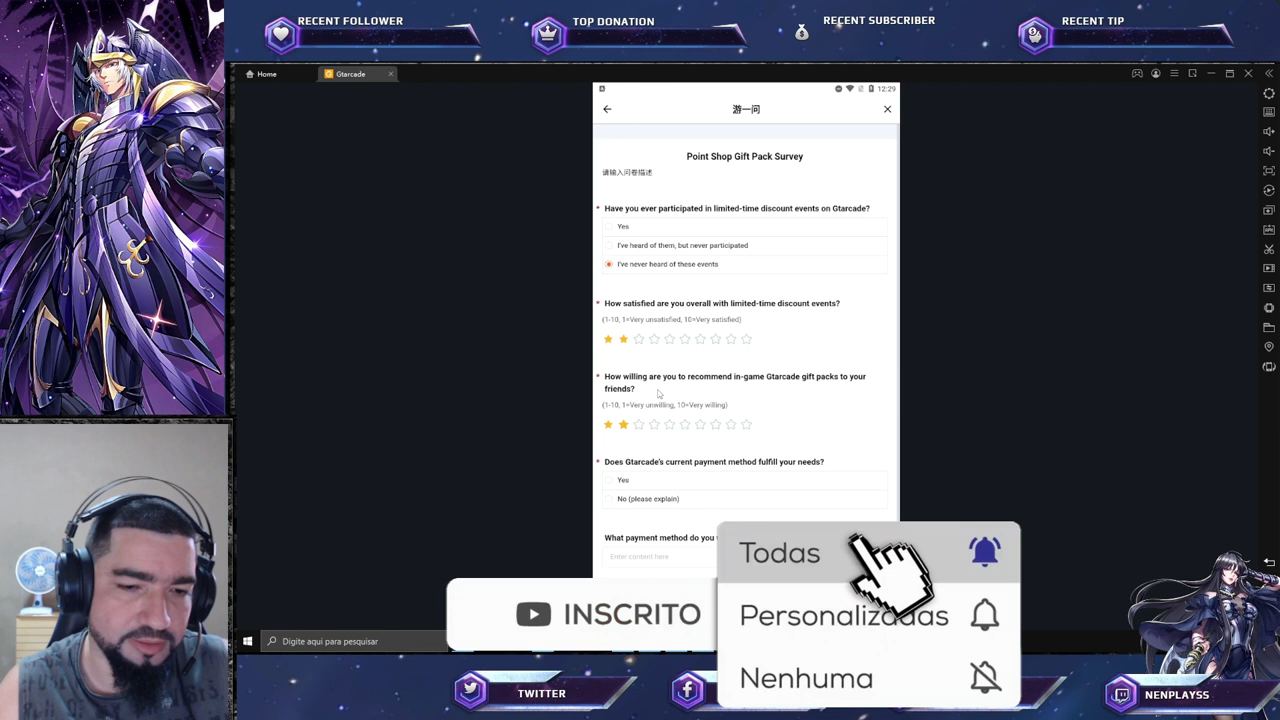 RECENT FOLLOWER
TOP DONATION
RECENT SUBSCRIBER
RECENT TIP
Home
Gtarcade
12:29
游一问
Point Shop Gift Pack Survey
请输入问卷描述
* Have you ever participated in limited-time discount events on Gtarcade?
Yes
I've heard of them, but never participated
I've never heard of these events
* How satisfied are you overall with limited-time discount events?
(1-10, 1=Very unsatisfied, 10=Very satisfied)
* How willing are you to recommend in-game Gtarcade gift packs to your
friends?
(1-10, 1=Very unwilling, 10=Very willing)
* Does Gtarcade's current payment method fulfill your needs?
Yes
No (please explain)
What payment method do you
Enter content here
Todas
INSCRITO
Personalizadas
Nenhuma
Digite aqui para pesquisar
TWITTER
NENPLAYSS